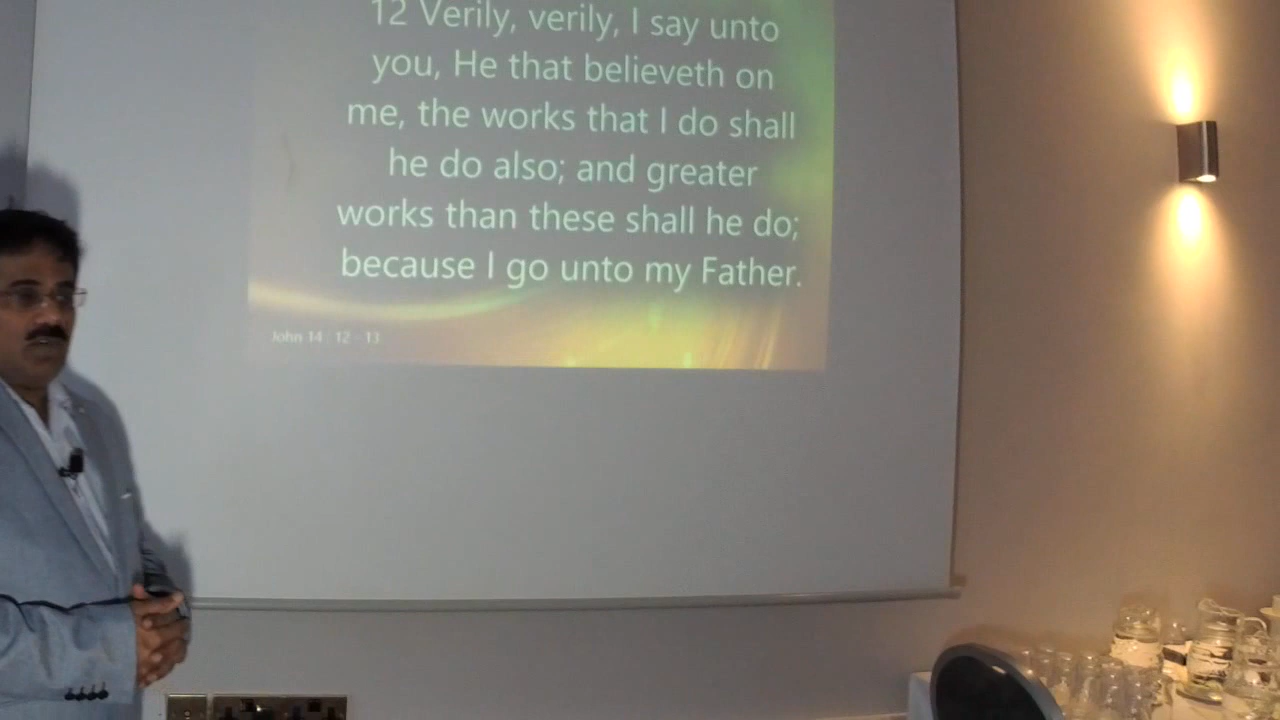 12 Verily, verily, I say unto
you, He that believeth on
me, the works that I do shall
he do also; and greater
works than these shall he do;
because I go unto my Father.
John 14 : 12 - 13